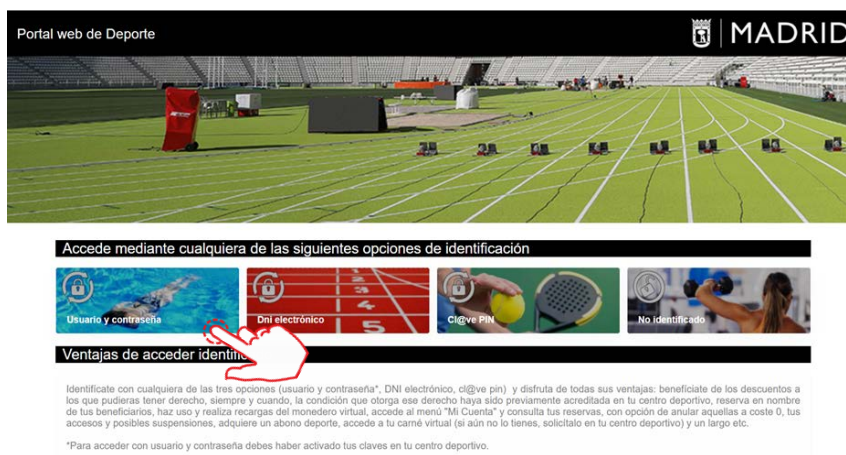 Portal web de Deporte
MADRID
Accede mediante cualquiera de las siguientes opciones de identificación
Usuario y contraseña
Dni electrónico
Cl@ve PIN
No identificado
Ventajas de acceder identific
Identifícate con cualquiera de las tres opciones (usuario y contraseña*, DNI electrónico, cl@ve pin) y disfruta de todas sus ventajas: benefíciate de los descuentos a
los que pudieras tener derecho, siempre y cuando, la condición que otorga ese derecho haya sido previamente acreditada en tu centro deportivo, reserva en nombre
de tus beneficiarios, haz uso y realiza recargas del monedero virtual, accede al menú "Mi Cuenta" y consulta tus reservas, con opción de anular aquellas a coste 0, tus
accesos y posibles suspensiones, adquiere un abono deporte, accede a tu carné virtual (si aún no lo tienes, solicítalo en tu centro deportivo) y un largo etc.
*Para acceder con usuario y contraseña debes haber activado tus claves en tu centro deportivo.